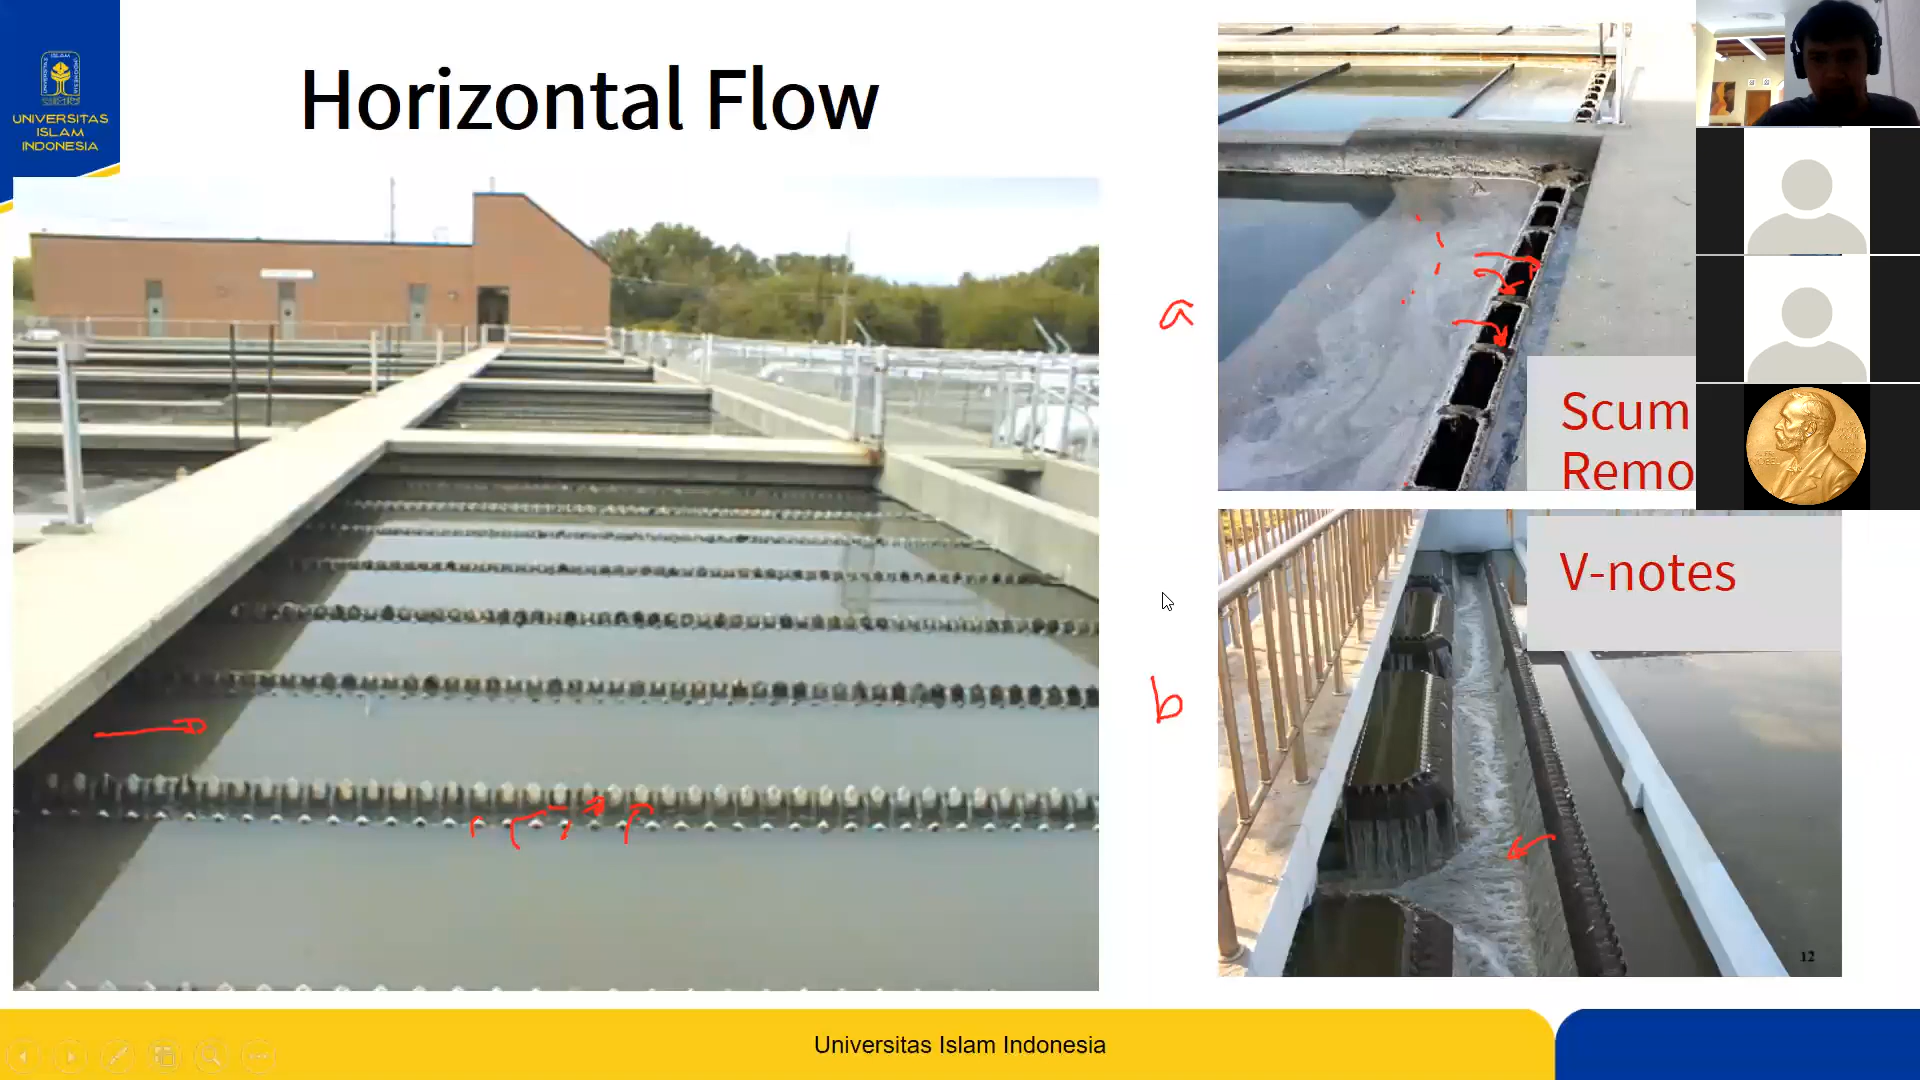 UNIVERSITAS
ISLAM
INDONESIA
Horizontal Flow
a
Scum
Remo
V-notes
b
12
Universitas Islam Indonesia